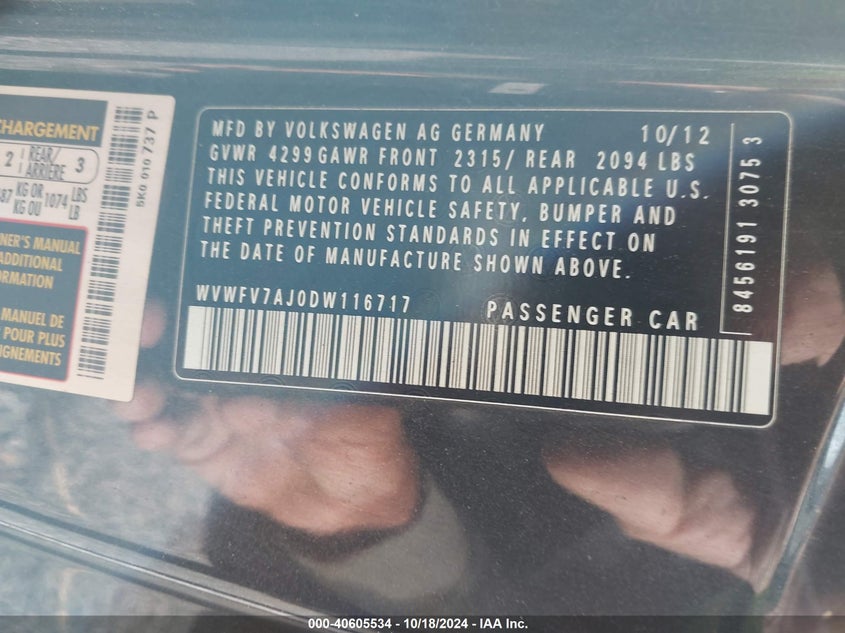 CHARGEMENT
2 REAR/ ARRIÈRE 3
KG OR 1074 LBS
KG OU LB
NER'S MANUAL
ADDITIONAL
ORMATION
MANUEL DE
POUR PLUS
IGNEMENTS
5K0 010 737 P
MFD BY VOLKSWAGEN AG GERMANY 10/12
GVWR 4299 GAWR FRONT 2315/ REAR 2094 LBS
THIS VEHICLE CONFORMS TO ALL APPLICABLE U.S.
FEDERAL MOTOR VEHICLE SAFETY, BUMPER AND
THEFT PREVENTION STANDARDS IN EFFECT ON
THE DATE OF MANUFACTURE SHOWN ABOVE.
WVWFV7AJ0DW116717 PASSENGER CAR
8456191 3075 3
000-40605534 - 10/18/2024 - IAA Inc.